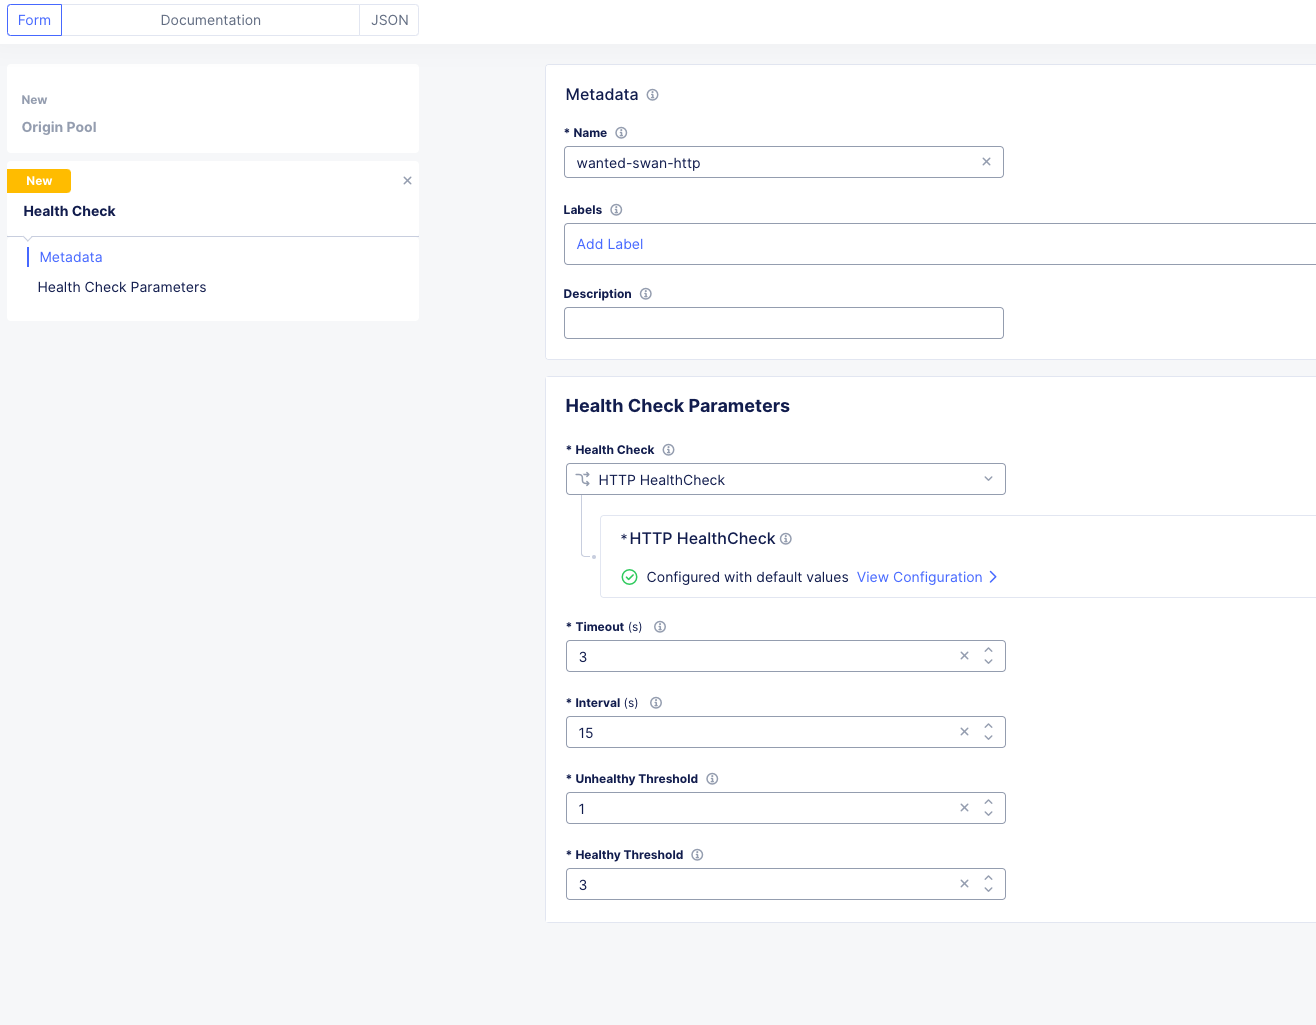 Form
Documentation
JSON
New
Origin Pool
New
Health Check
Metadata
Health Check Parameters
Metadata
* Name
wanted-swan-http
Labels
Add Label
Description
Health Check Parameters
* Health Check
HTTP HealthCheck
* HTTP HealthCheck
Configured with default values View Configuration
* Timeout (s)
3
* Interval (s)
15
* Unhealthy Threshold
1
* Healthy Threshold
3